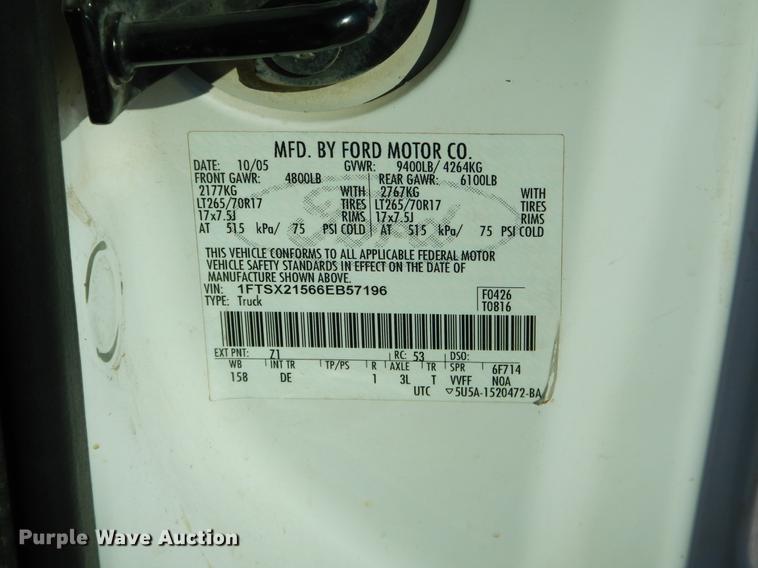 MFD. BY FORD MOTOR CO.
DATE: 10/05 GVWR: 9400LB/ 4264KG
FRONT GAWR: 4800LB REAR GAWR: 6100LB
2177KG WITH 2767KG WITH
LT265/70R17 TIRES LT265/70R17 TIRES
17x7.5J RIMS 17x7.5J RIMS
AT 515 kPa/ 75 PSI COLD AT 515 kPa/ 75 PSI COLD
Ford
THIS VEHICLE CONFORMS TO ALL APPLICABLE FEDERAL MOTOR
VEHICLE SAFETY STANDARDS IN EFFECT ON THE DATE OF
MANUFACTURE SHOWN ABOVE.
VIN: 1FTSX21566EB57196 F0426
TYPE: Truck T0816
EXT PNT: Z1 RC: 53 DSO:
WB INT TR TP/PS R AXLE TR SPR 6F714
158 DE 1 3L T VVFF NOA
UTC ▽5U5A-1520472-BA
Purple Wave Auction